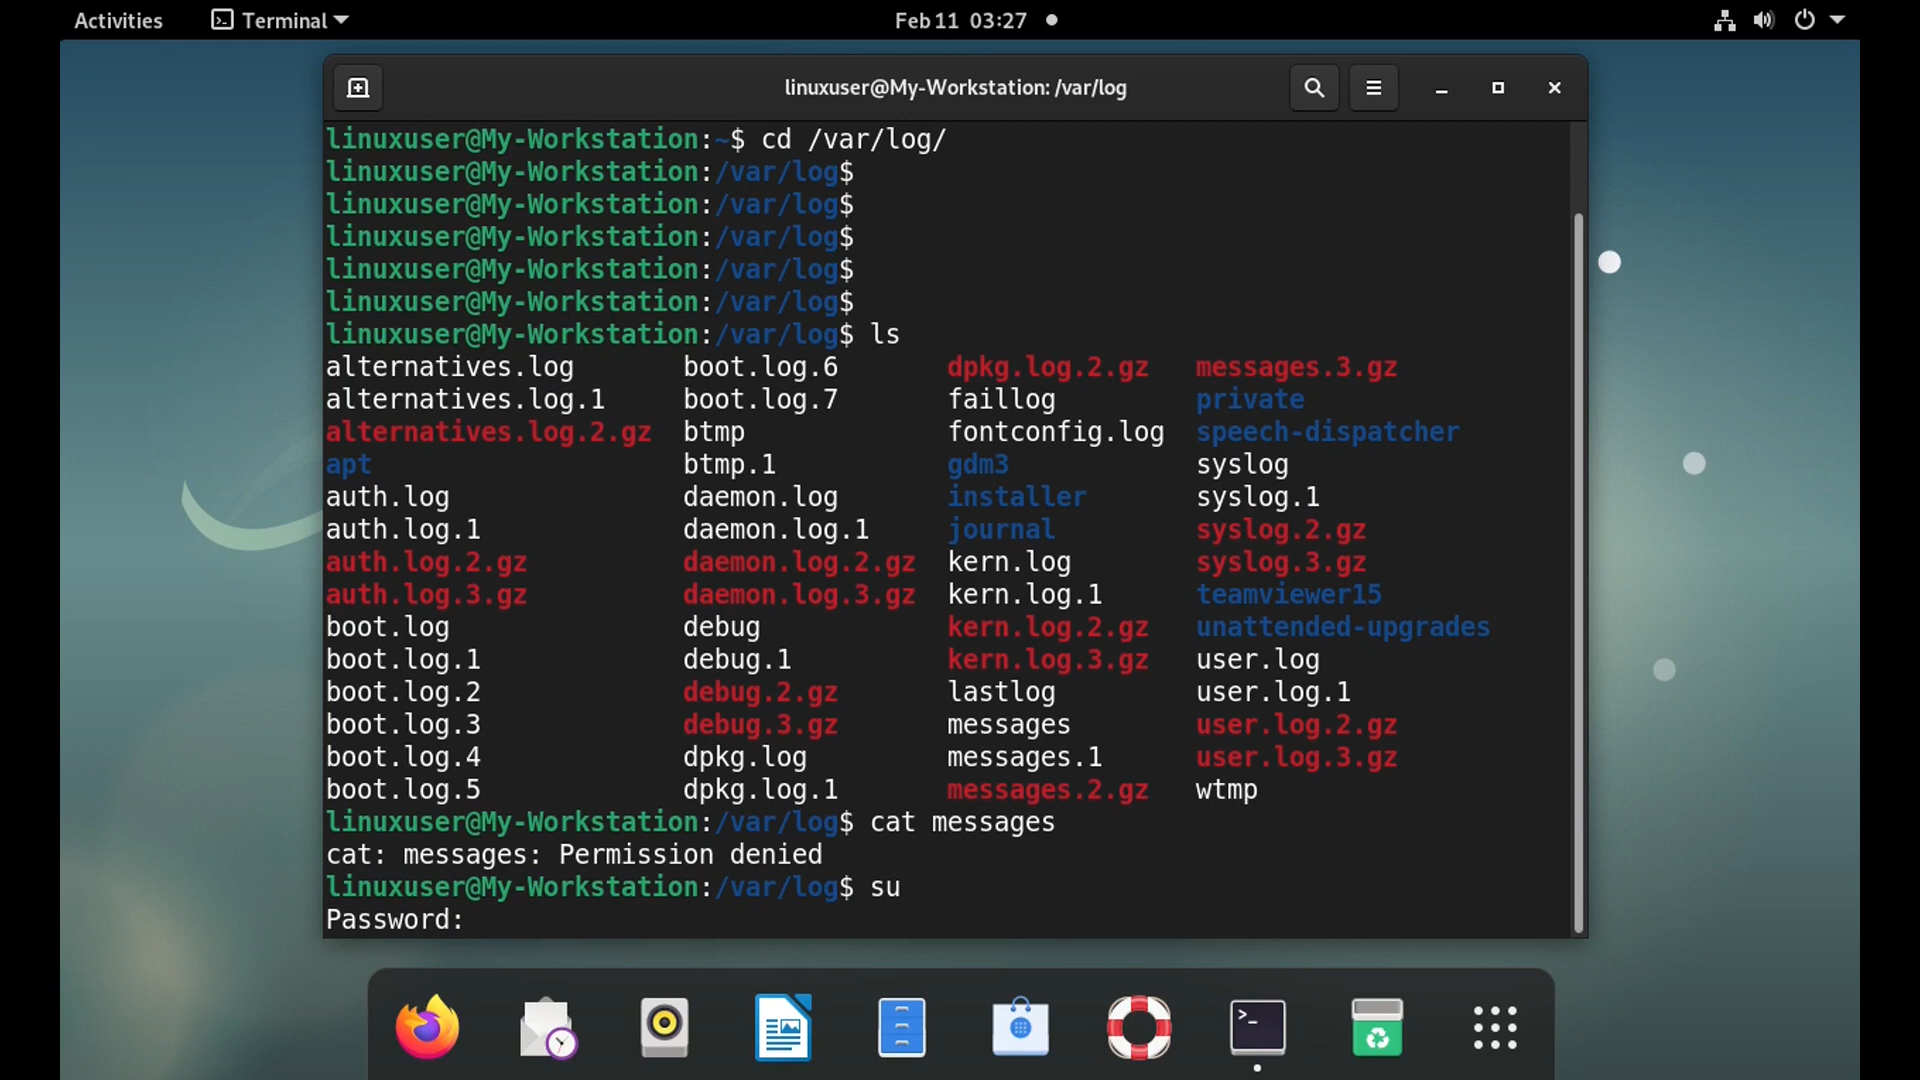 Activities Terminal Feb 11 03:27
linuxuser@My-Workstation: /var/log
linuxuser@My-Workstation:~$ cd /var/log/
linuxuser@My-Workstation:/var/log$
linuxuser@My-Workstation:/var/log$
linuxuser@My-Workstation:/var/log$
linuxuser@My-Workstation:/var/log$
linuxuser@My-Workstation:/var/log$
linuxuser@My-Workstation:/var/log$ ls
alternatives.log boot.log.6 dpkg.log.2.gz messages.3.gz
alternatives.log.1 boot.log.7 faillog private
alternatives.log.2.gz btmp fontconfig.log speech-dispatcher
apt btmp.1 gdm3 syslog
auth.log daemon.log installer syslog.1
auth.log.1 daemon.log.1 journal syslog.2.gz
auth.log.2.gz daemon.log.2.gz kern.log syslog.3.gz
auth.log.3.gz daemon.log.3.gz kern.log.1 teamviewer15
boot.log debug kern.log.2.gz unattended-upgrades
boot.log.1 debug.1 kern.log.3.gz user.log
boot.log.2 debug.2.gz lastlog user.log.1
boot.log.3 debug.3.gz messages user.log.2.gz
boot.log.4 dpkg.log messages.1 user.log.3.gz
boot.log.5 dpkg.log.1 messages.2.gz wtmp
linuxuser@My-Workstation:/var/log$ cat messages
cat: messages: Permission denied
linuxuser@My-Workstation:/var/log$ su
Password: